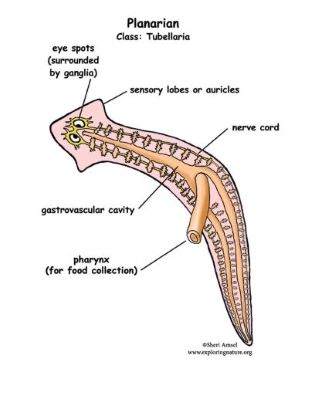 Planarian
Class: Tubellaria
eye spots
(surrounded
by ganglia)
sensory lobes or auricles
nerve cord
gastrovascular cavity
pharynx
(for food collection)
©Sheri Amsel
www.exploringnature.org